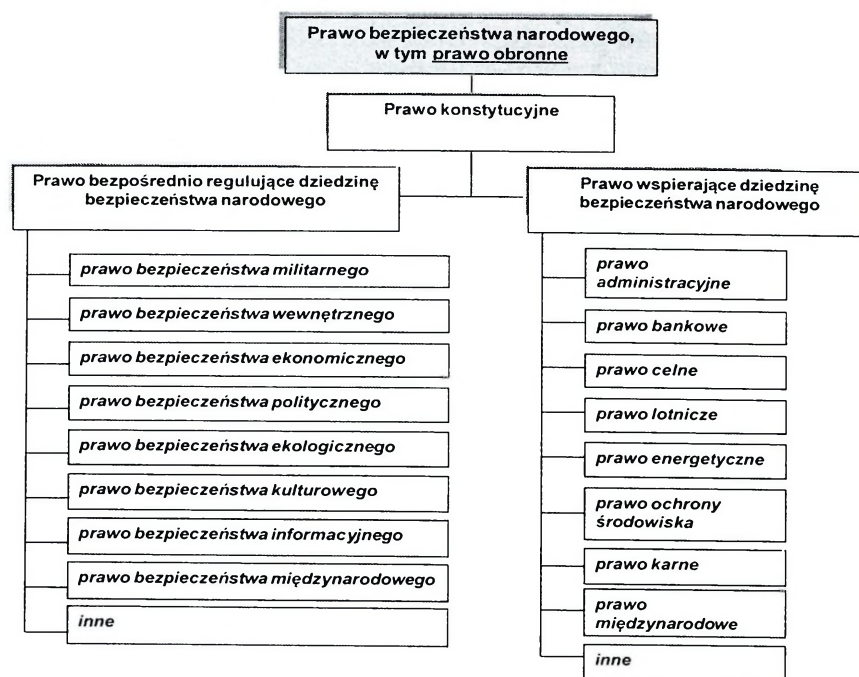 Prawo bezpieczeństwa narodowego,
w tym prawo obronne
Prawo konstytucyjne
Prawo bezpośrednio regulujące dziedzinę
bezpieczeństwa narodowego
prawo bezpieczeństwa militarnego
prawo bezpieczeństwa wewnętrznego
prawo bezpieczeństwa ekonomicznego
prawo bezpieczeństwa politycznego
prawo bezpieczeństwa ekologicznego
prawo bezpieczeństwa kulturowego
prawo bezpieczeństwa informacyjnego
prawo bezpieczeństwa międzynarodowego
inne
Prawo wspierające dziedzinę
bezpieczeństwa narodowego
prawo
administracyjne
prawo bankowe
prawo celne
prawo lotnicze
prawo energetyczne
prawo ochrony
środowiska
prawo karne
prawo
międzynarodowe
inne